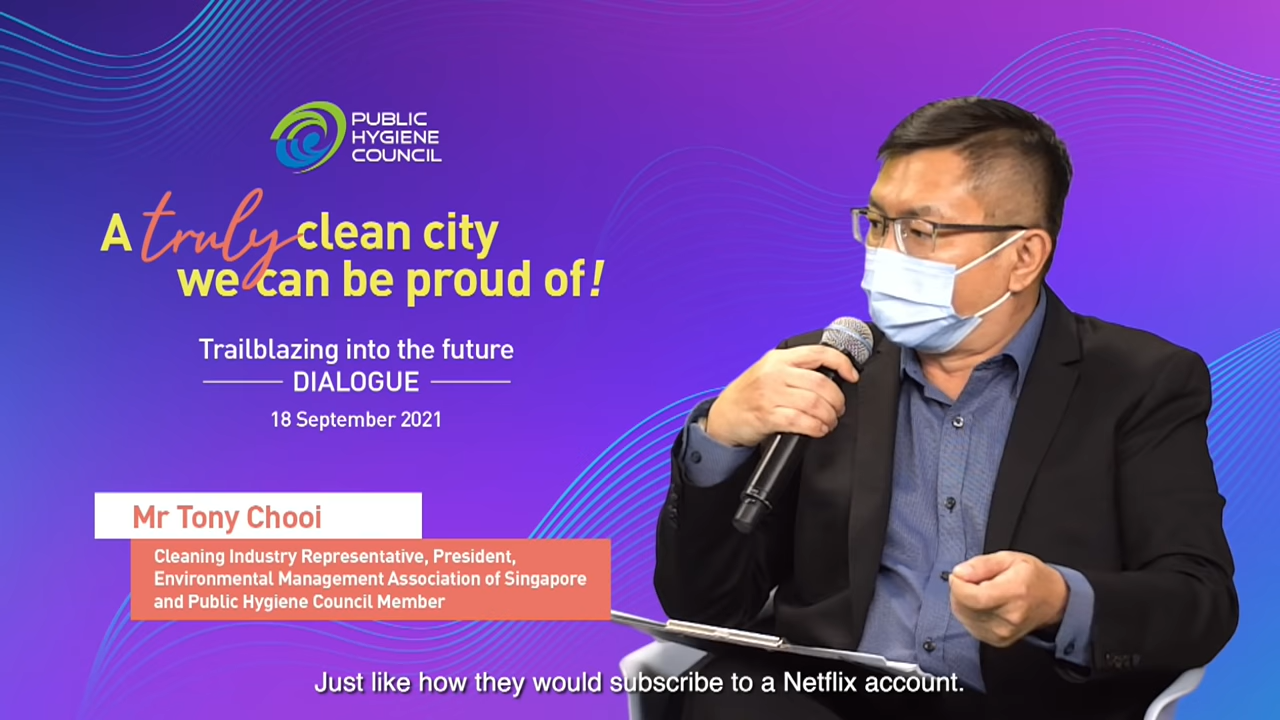 PUBLIC
HYGIENE
COUNCIL
A truly clean city
we can be proud of!
Trailblazing into the future
DIALOGUE
18 September 2021
Mr Tony Chooi
Cleaning Industry Representative, President,
Environmental Management Association of Singapore
and Public Hygiene Council Member
Just like how they would subscribe to a Netflix account.